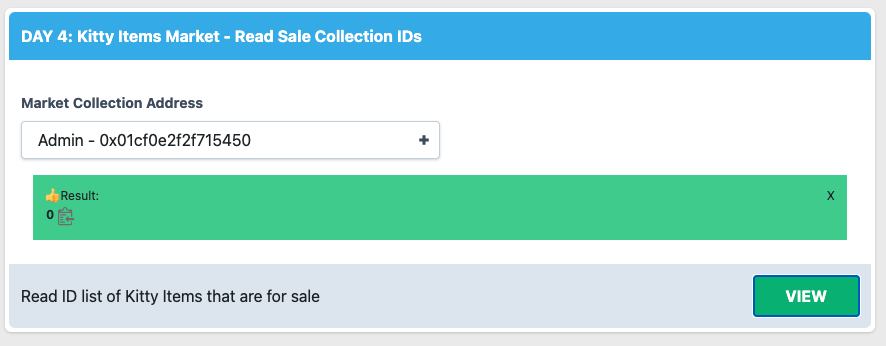 DAY 4: Kitty Items Market - Read Sale Collection IDs
Market Collection Address
Admin - 0x01cf0e2f2f715450
👍Result:
X
0
Read ID list of Kitty Items that are for sale
VIEW